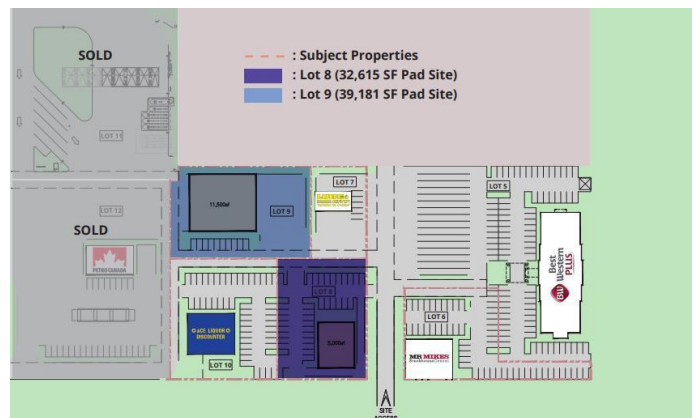 SOLD
: Subject Properties
: Lot 8 (32,615 SF Pad Site)
: Lot 9 (39,181 SF Pad Site)
LOT 11
LOT 7
LOT 5
LOT 12
11,500sf
LOT 9
SOLD
PETRO-CANADA
Best
Western
PLUS
BW
LOT 6
ACE LIQUOR
DISCOUNTER
5,000sf
MR MIKES
LOT 10
SITE
ACCESS